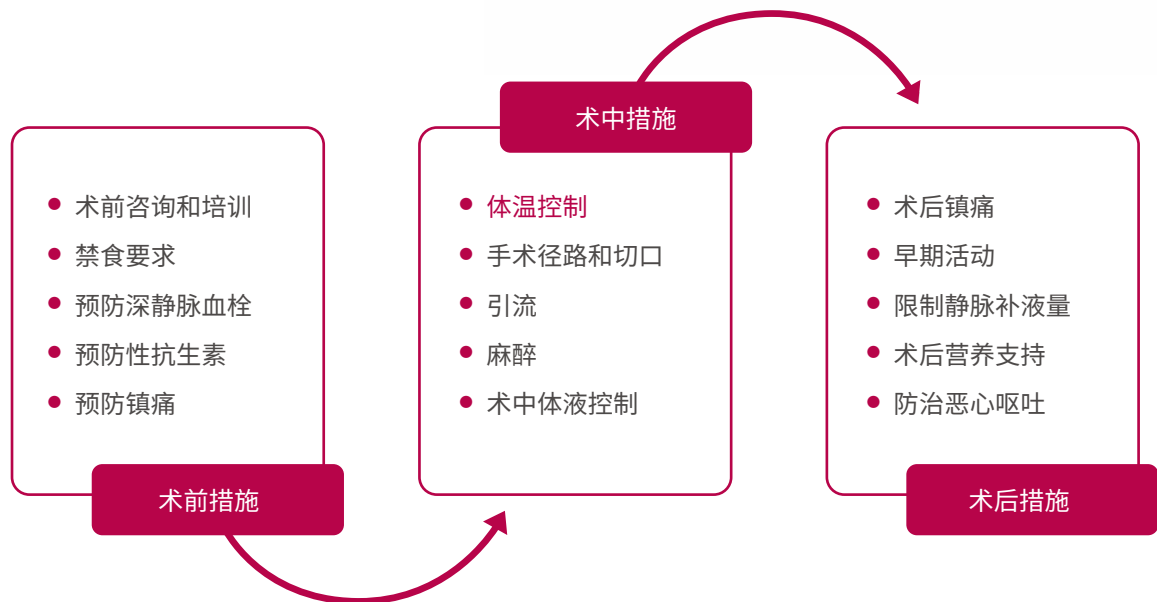 术前咨询和培训
禁食要求
预防深静脉血栓
预防性抗生素
预防镇痛
术前措施
术中措施
体温控制
手术径路和切口
引流
麻醉
术中体液控制
术后镇痛
早期活动
限制静脉补液量
术后营养支持
防治恶心呕吐
术后措施